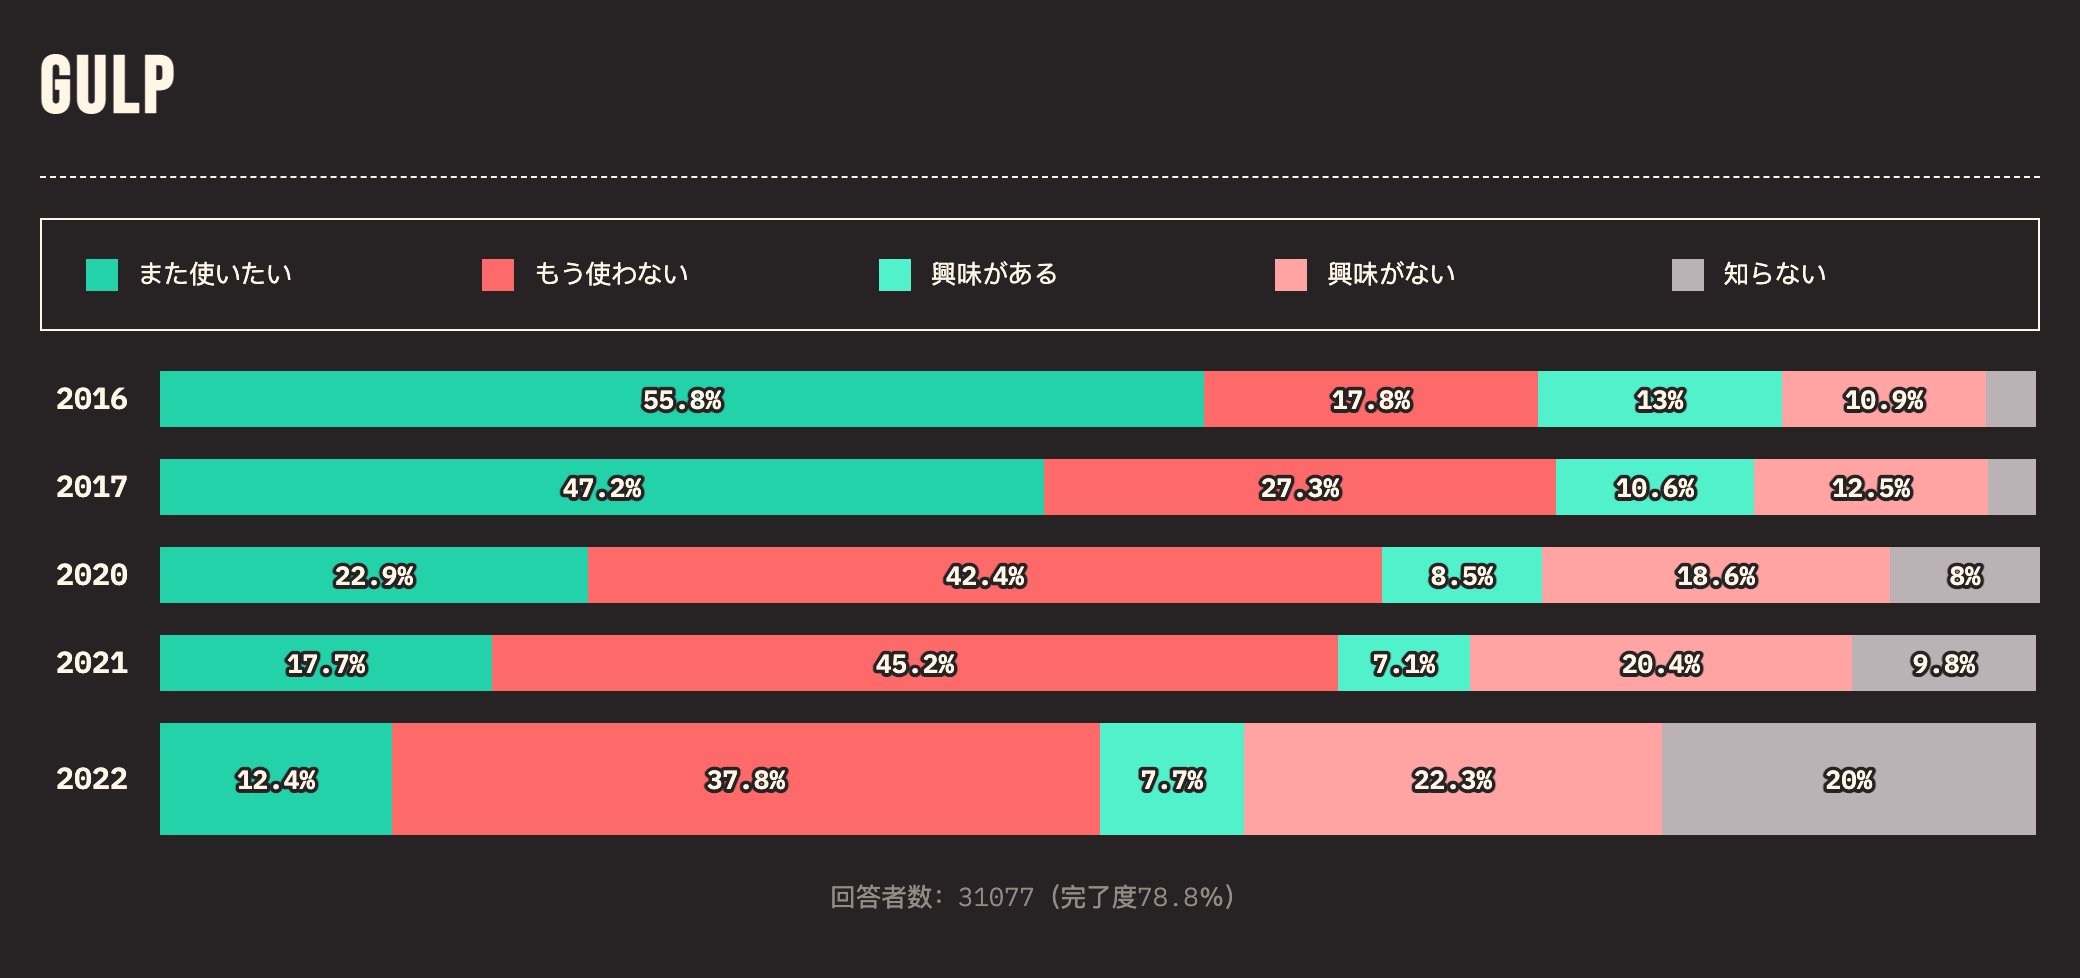 GULP
また使いたい もう使わない 興味がある 興味がない 知らない
2016 55.8% 17.8% 13% 10.9%
2017 47.2% 27.3% 10.6% 12.5%
2020 22.9% 42.4% 8.5% 18.6% 8%
2021 17.7% 45.2% 7.1% 20.4% 9.8%
2022 12.4% 37.8% 7.7% 22.3% 20%
回答者数: 31077 (完了度78.8%)